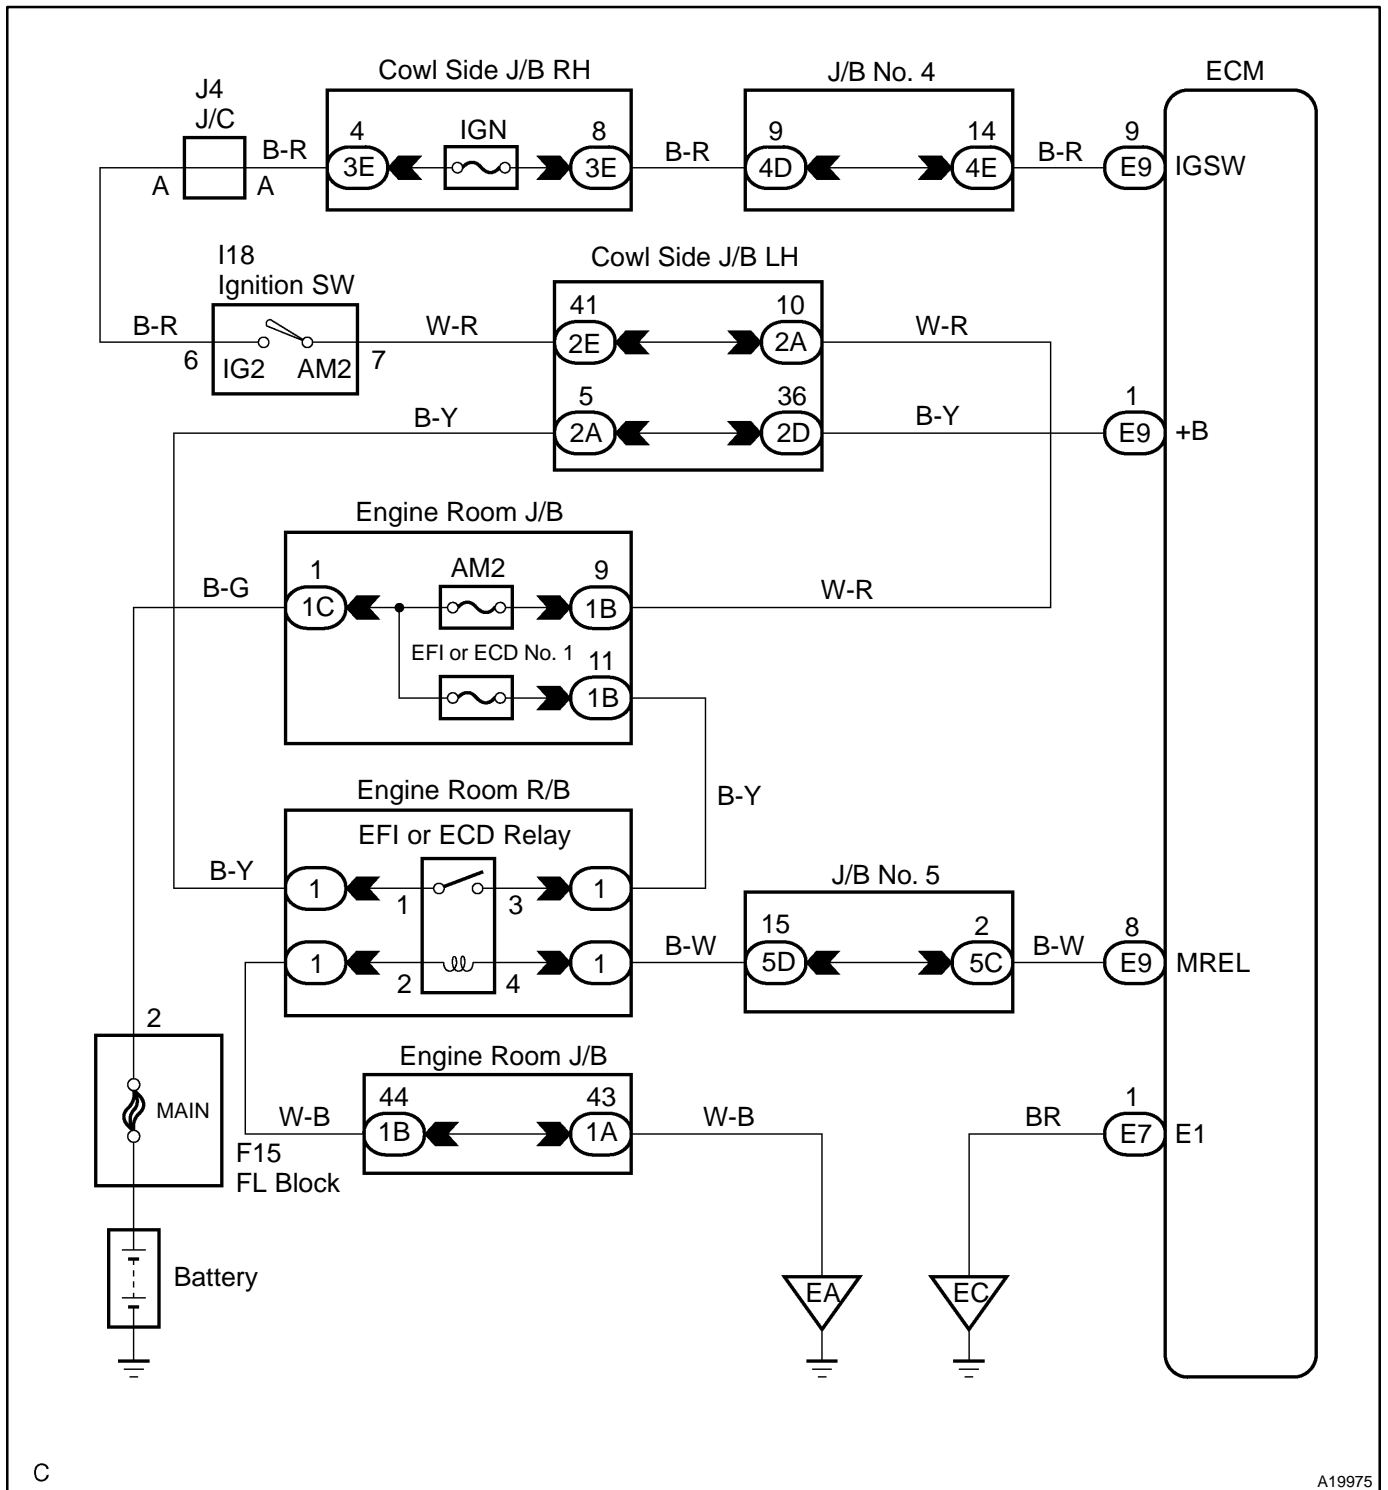 Cowl Side J/B RH
J/B No. 4
ECM
J4
J/C
4
IGN
8
9
14
9
B-R
3E
3E
B-R
4D
4E
B-R
E9
IGSW
A
A
I18
Ignition SW
Cowl Side J/B LH
41
10
B-R
W-R
2E
2A
W-R
6
IG2
AM2
7
5
36
1
B-Y
2A
2D
B-Y
E9
+B
Engine Room J/B
1
AM2
9
B-G
1C
1B
W-R
EFI or ECD No. 1
11
1B
Engine Room R/B
B-Y
EFI or ECD Relay
J/B No. 5
B-Y
1
1
3
1
15
2
8
B-W
B-W
1
2
4
1
5D
5C
E9
MREL
2
Engine Room J/B
44
43
1
MAIN
W-B
1B
1A
W-B
BR
E7
E1
F15
FL Block
Battery
EA
EC
C
A19975